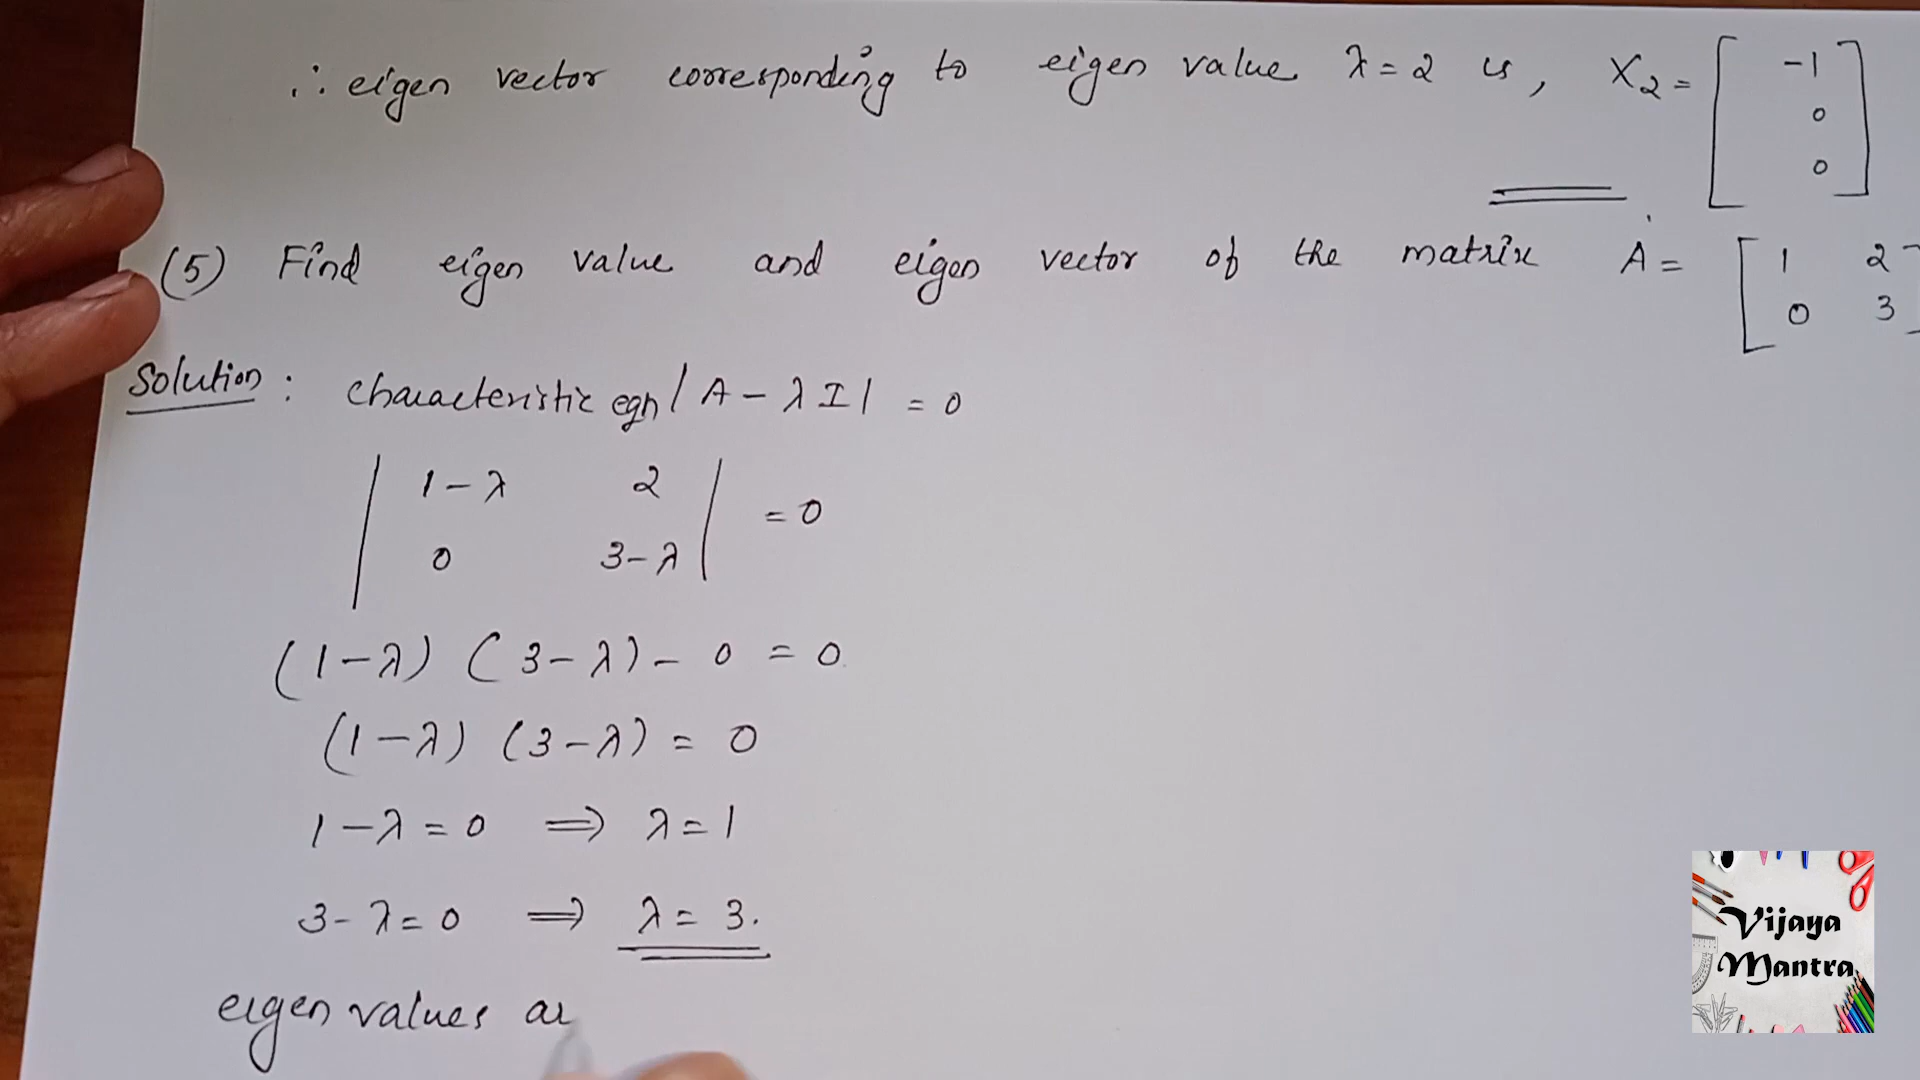 ∴ eigen vector corresponding to eigen value λ = 2 is, X₂ = [ -1 0 0 ]
(5) Find eigen value and eigen vector of the matrix A = [ 1 2
0 3 ]
Solution : characteristic eqn |A - λI| = 0
| 1-λ 2
0 3-λ | = 0
(1-λ) (3-λ) - 0 = 0
(1-λ) (3-λ) = 0
1-λ = 0 ⟹ λ = 1
3-λ = 0 ⟹ λ = 3.
eigen values ar
Vijaya
Mantra